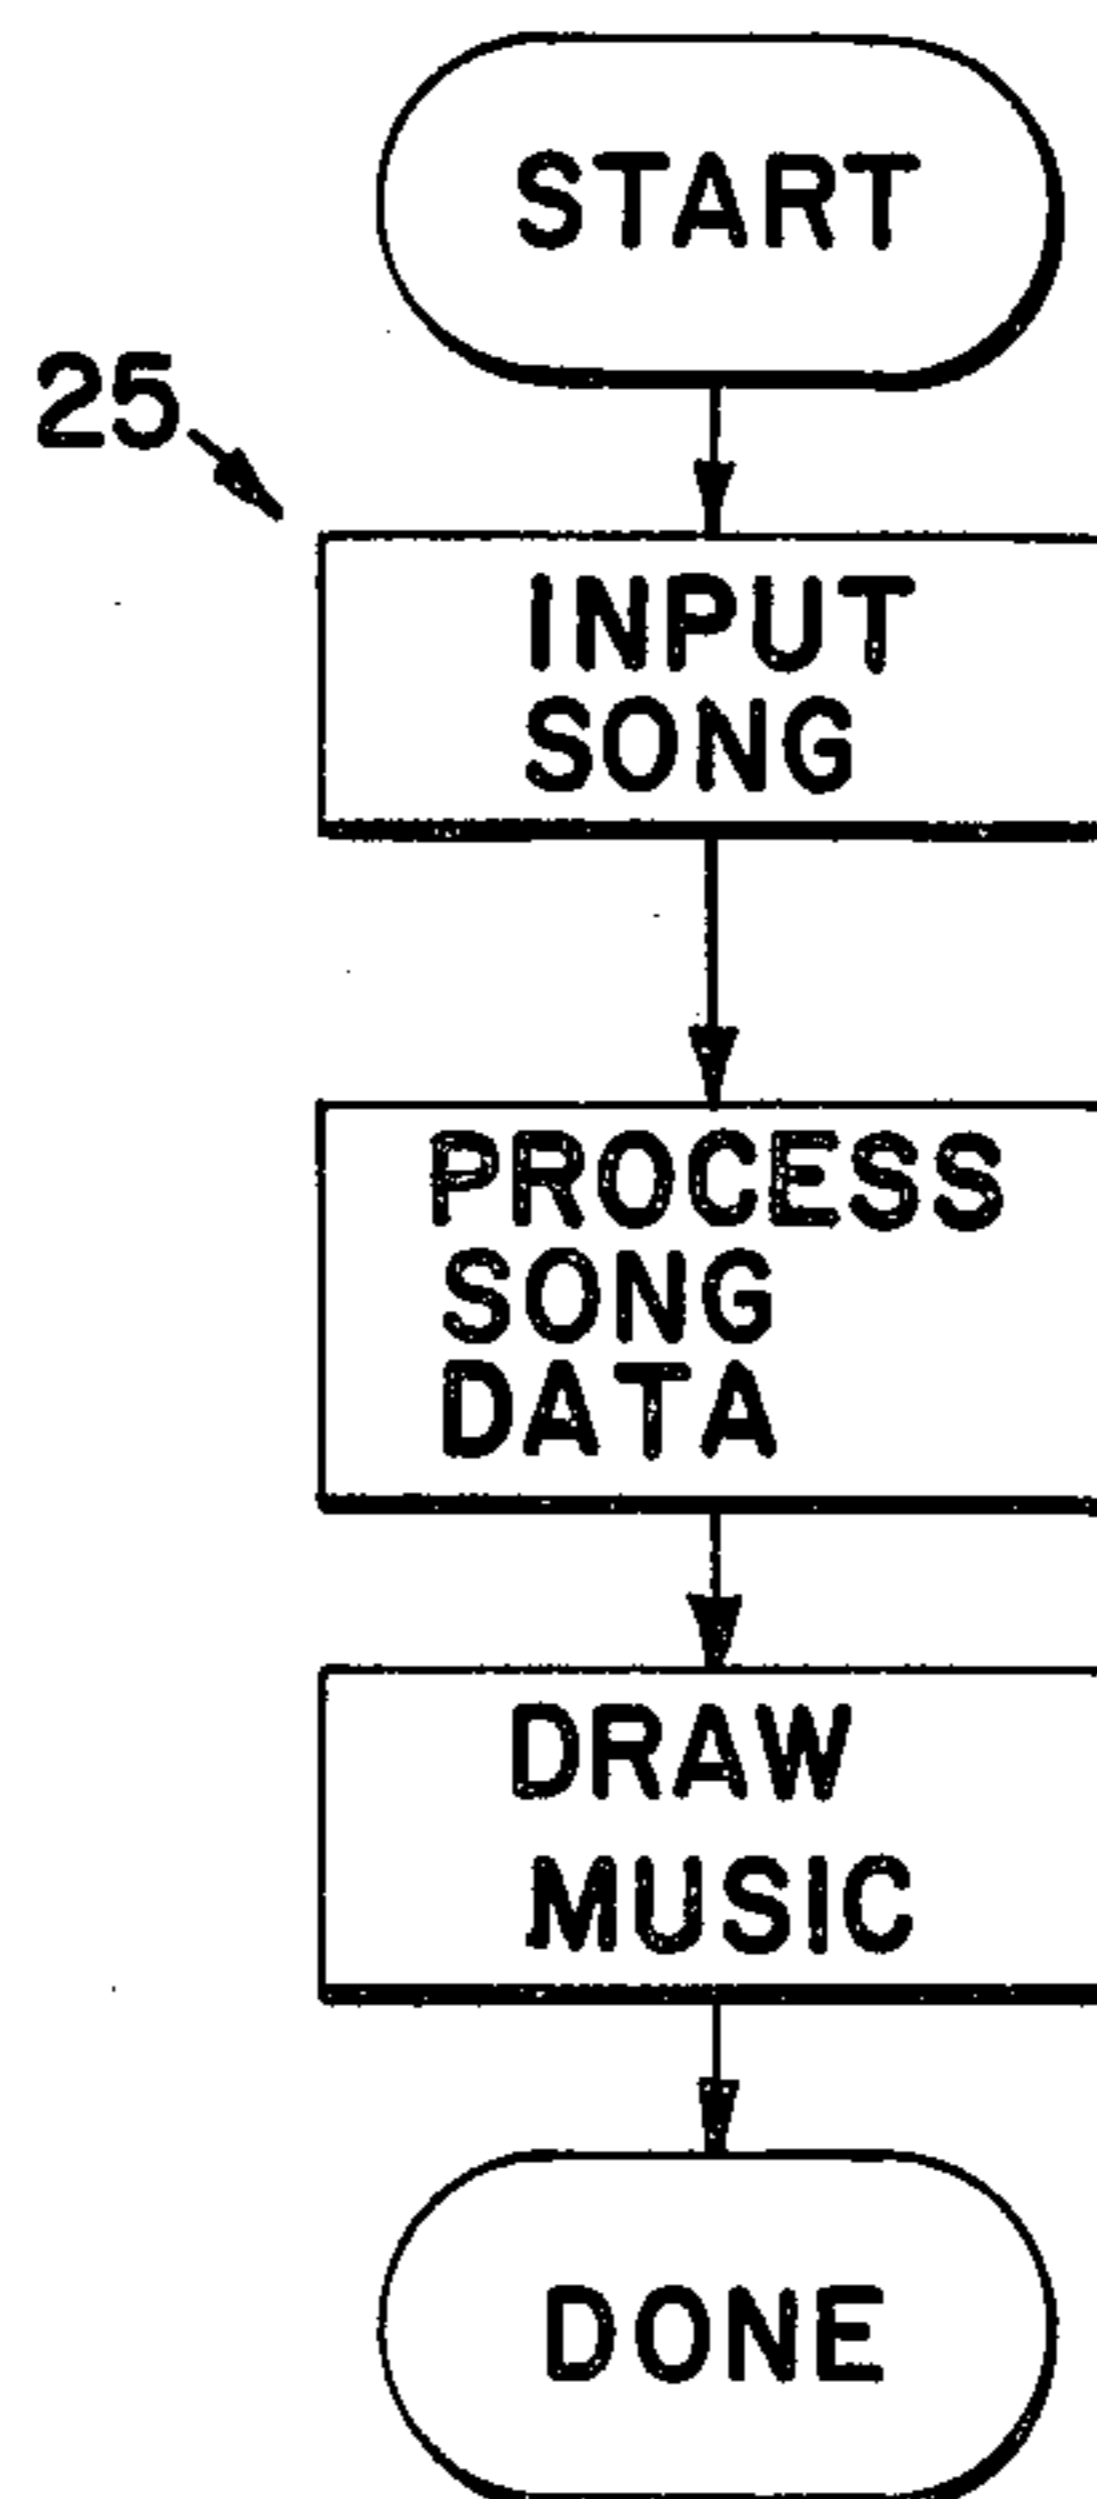 START
25
INPUT
SONG
PROCESS
SONG
DATA
DRAW
MUSIC
DONE